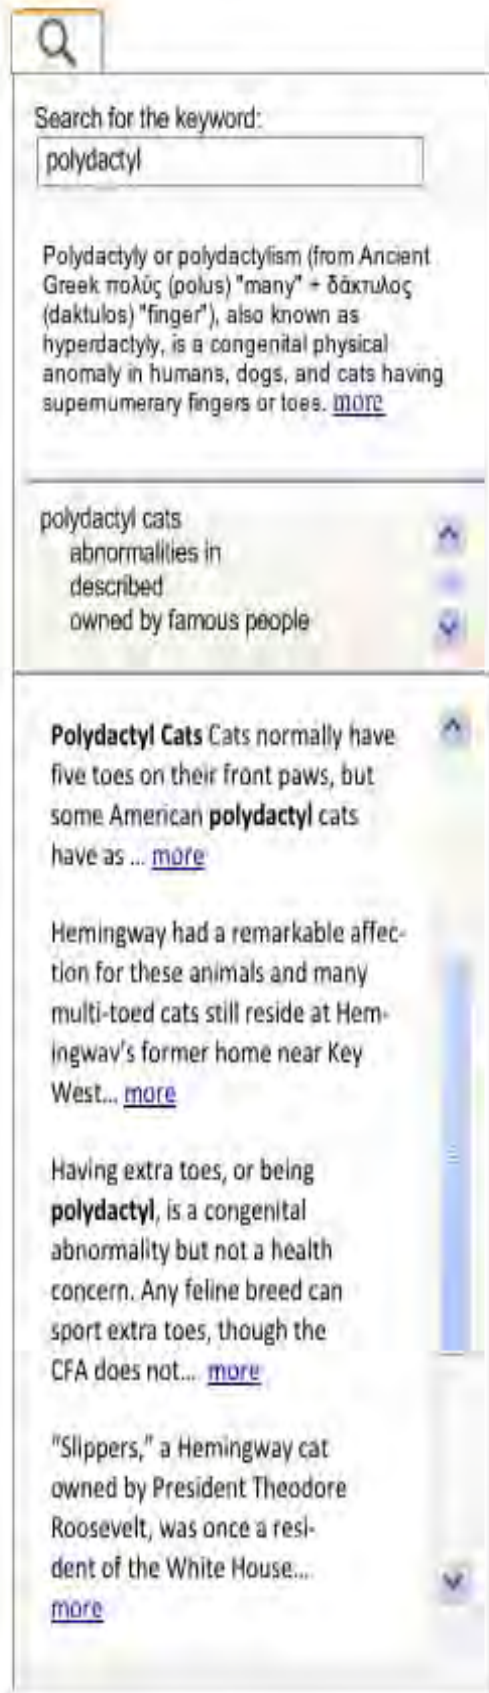 Search for the keyword:
polydactyl
Polydactyly or polydactylism (from Ancient
Greek πολύς (polus) "many" + δάκτυλος
(daktulos) "finger"), also known as
hyperdactyly, is a congenital physical
anomaly in humans, dogs, and cats having
supernumerary fingers or toes. more
polydactyl cats
abnormalities in
described
owned by famous people
Polydactyl Cats Cats normally have
five toes on their front paws, but
some American polydactyl cats
have as ... more
Hemingway had a remarkable affec-
tion for these animals and many
multi-toed cats still reside at Hem-
ingway's former home near Key
West... more
Having extra toes, or being
polydactyl, is a congenital
abnormality but not a health
concern. Any feline breed can
sport extra toes, though the
CFA does not... more
"Slippers," a Hemingway cat
owned by President Theodore
Roosevelt, was once a resi-
dent of the White House...
more